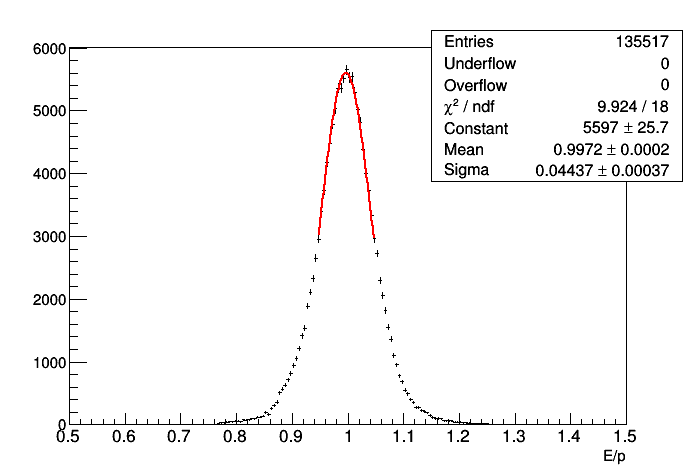 Entries 135517
Underflow 0
Overflow 0
χ² / ndf 9.924 / 18
Constant 5597 ± 25.7
Mean 0.9972 ± 0.0002
Sigma 0.04437 ± 0.00037
6000
5000
4000
3000
2000
1000
0
0.5 0.6 0.7 0.8 0.9 1 1.1 1.2 1.3 1.4 1.5
E/p